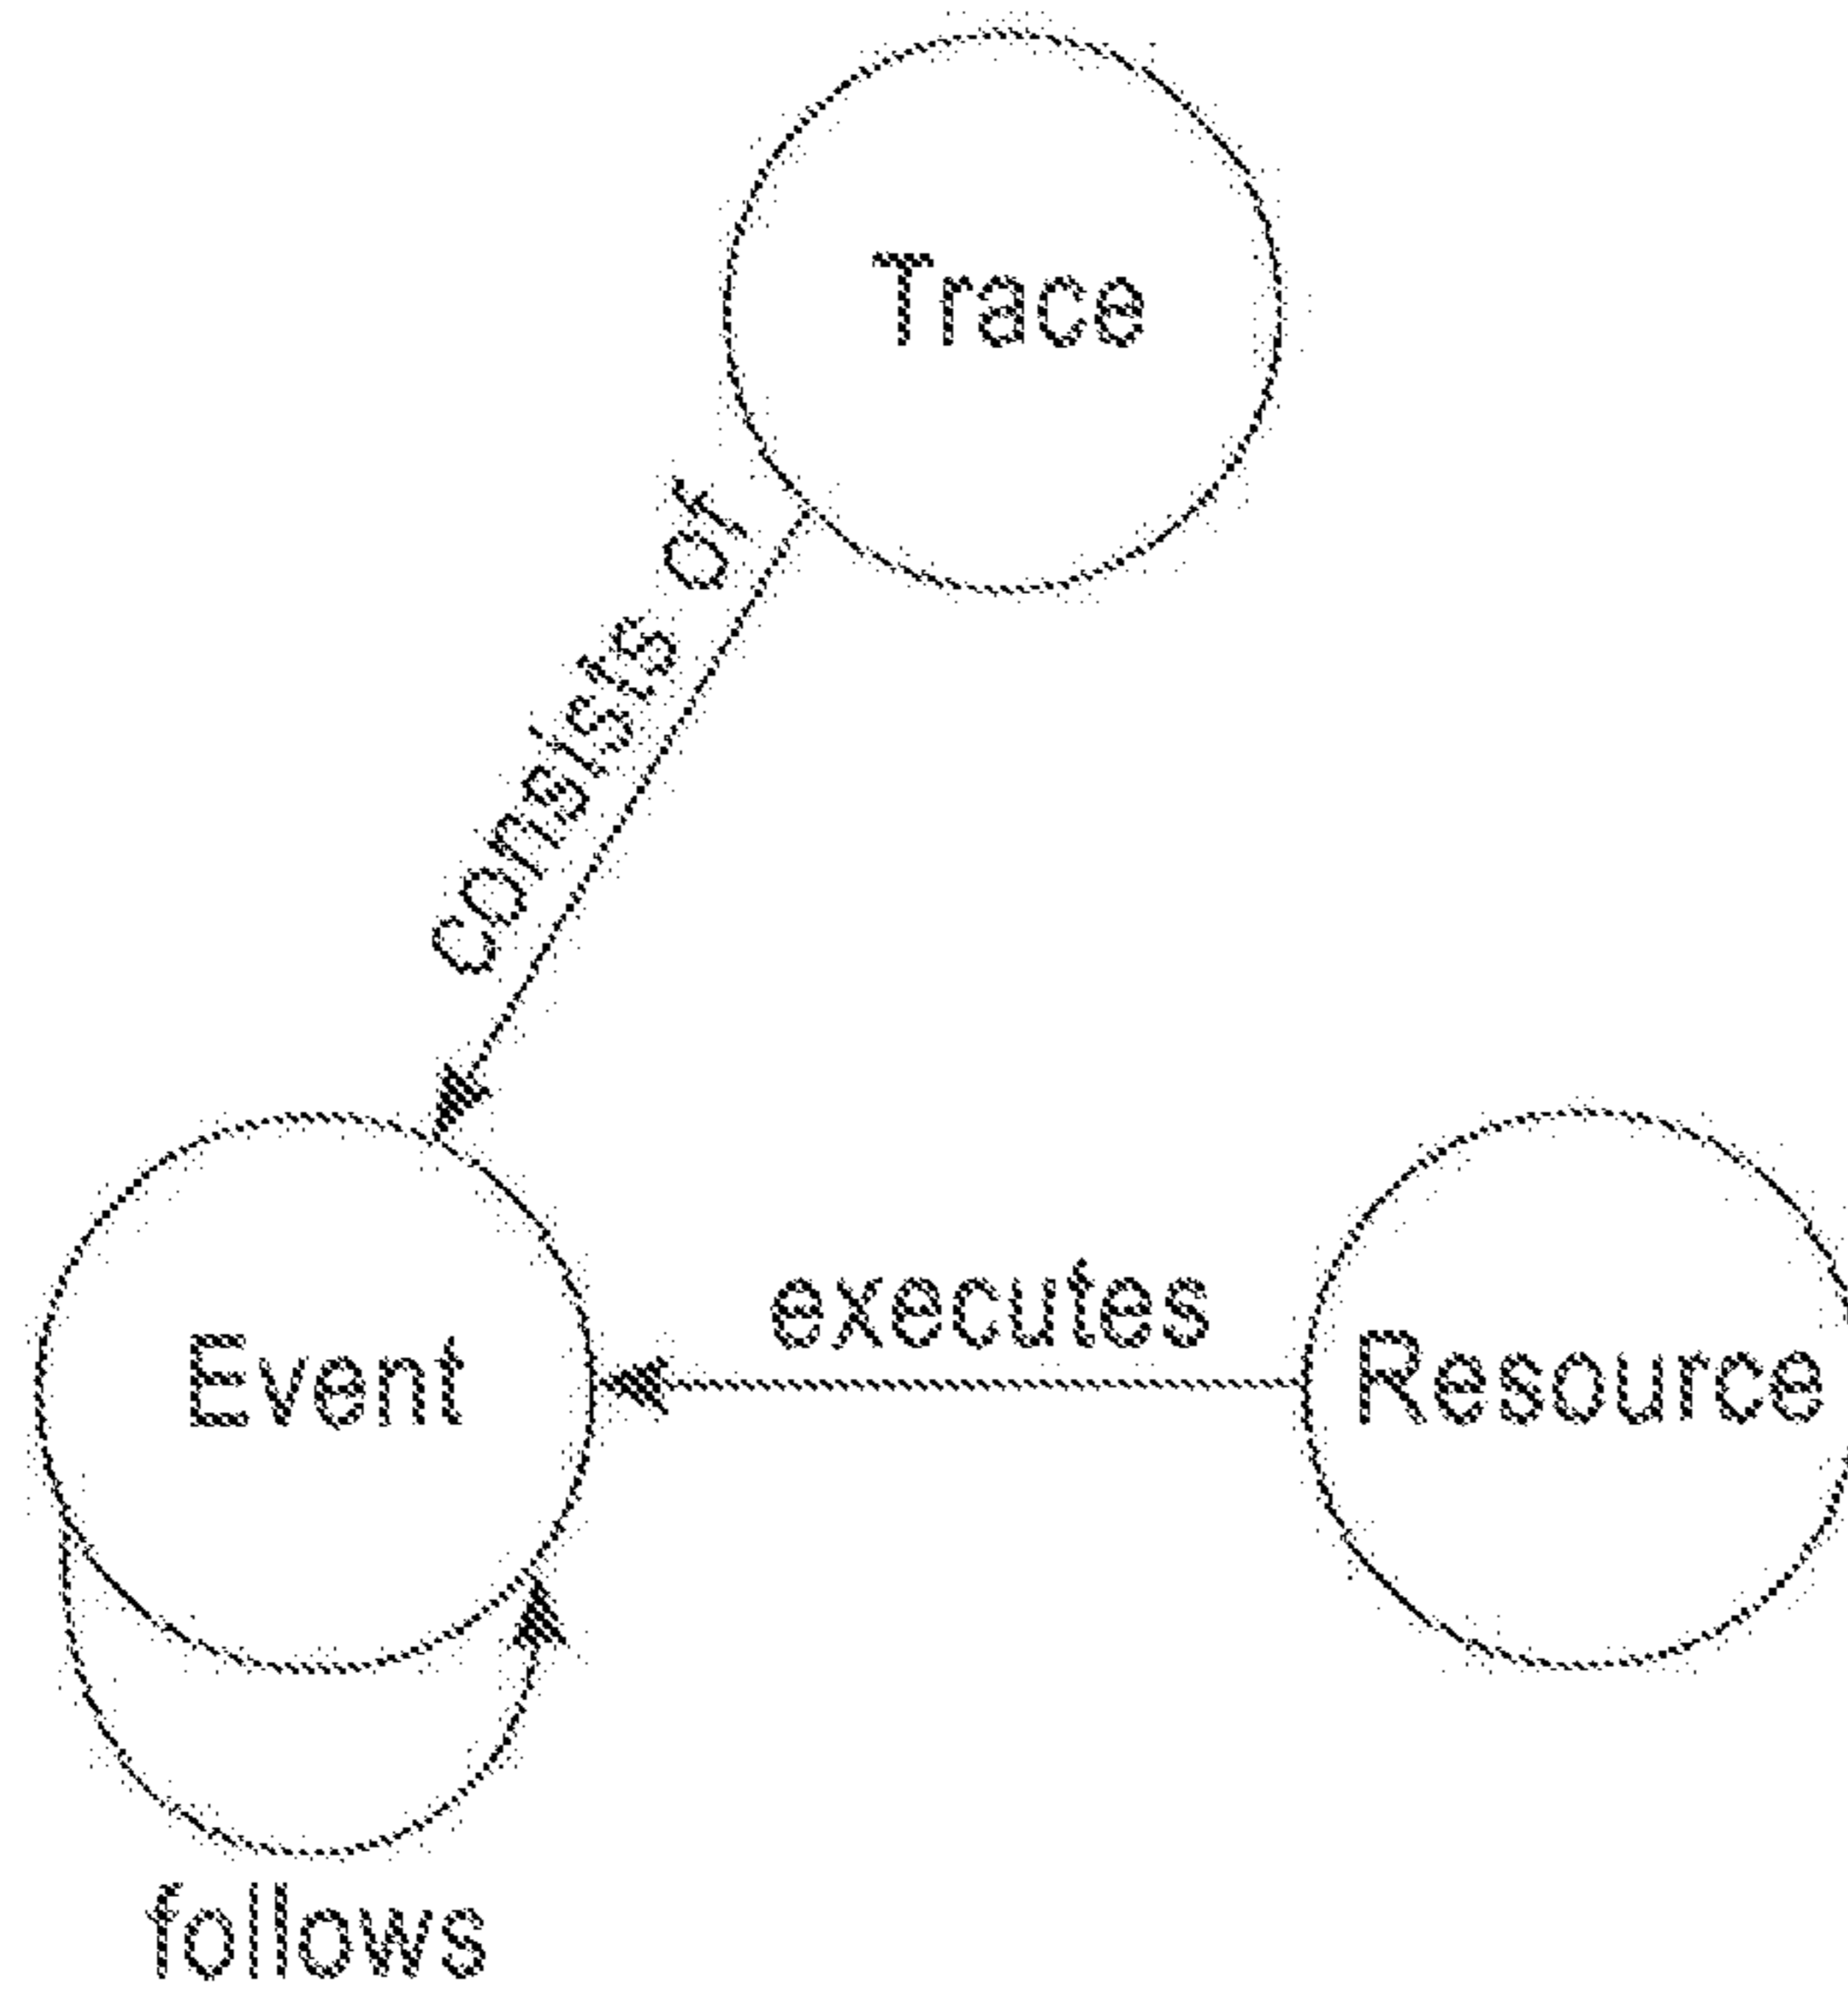 Trace
consists of
executes
Event
Resource
follows